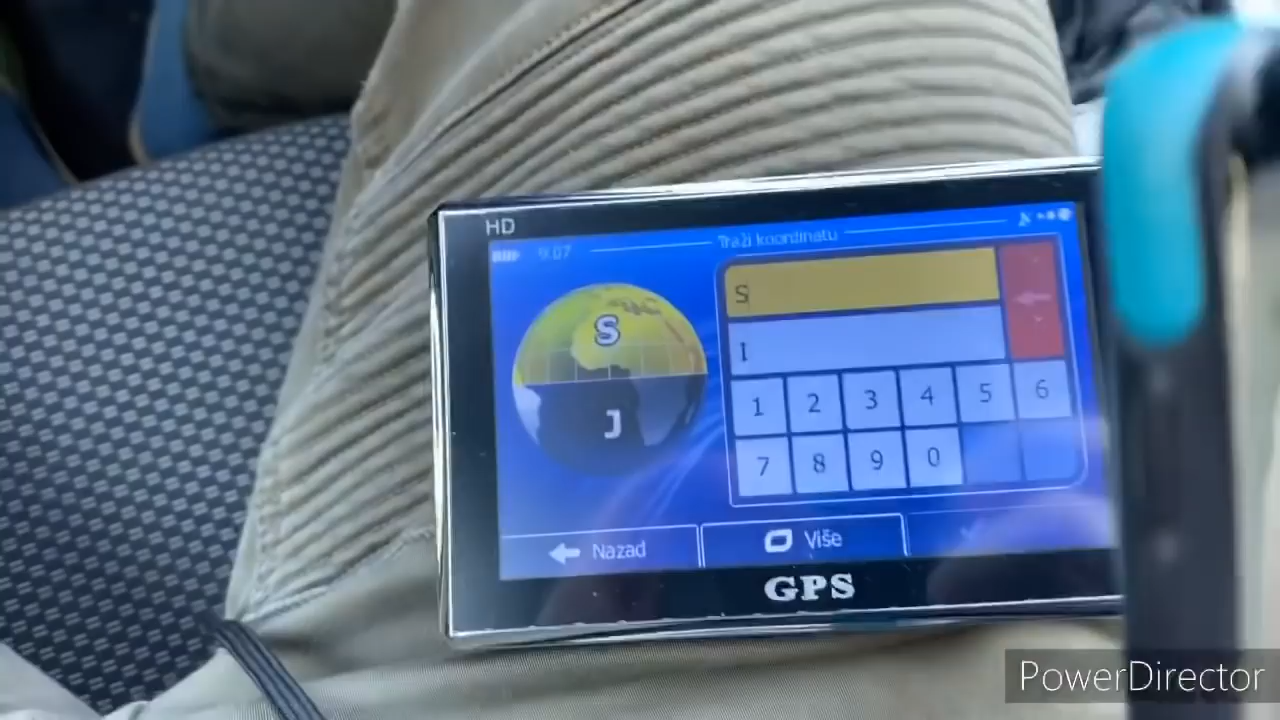 HD
9:07
Traži koordinatu
S
S
I
J
1 2 3 4 5 6
7 8 9 0
Nazad
Više
GPS
PowerDirector